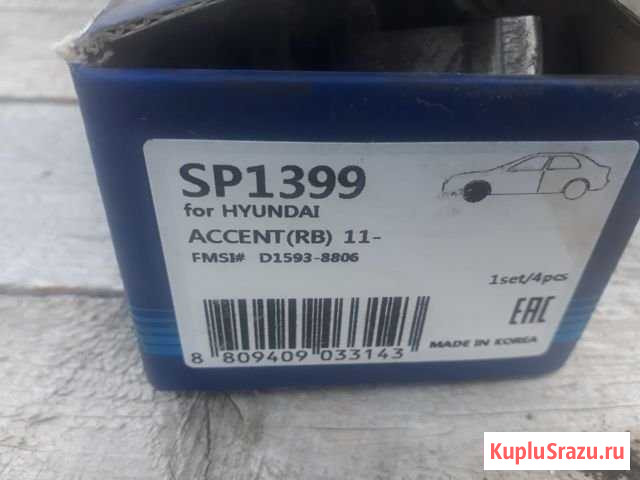 SP1399
for HYUNDAI
ACCENT(RB) 11-
FMSI# D1593-8806
1set/4pcs
EAC
8 809409 033143
MADE IN KOREA
KupluSrazu.ru